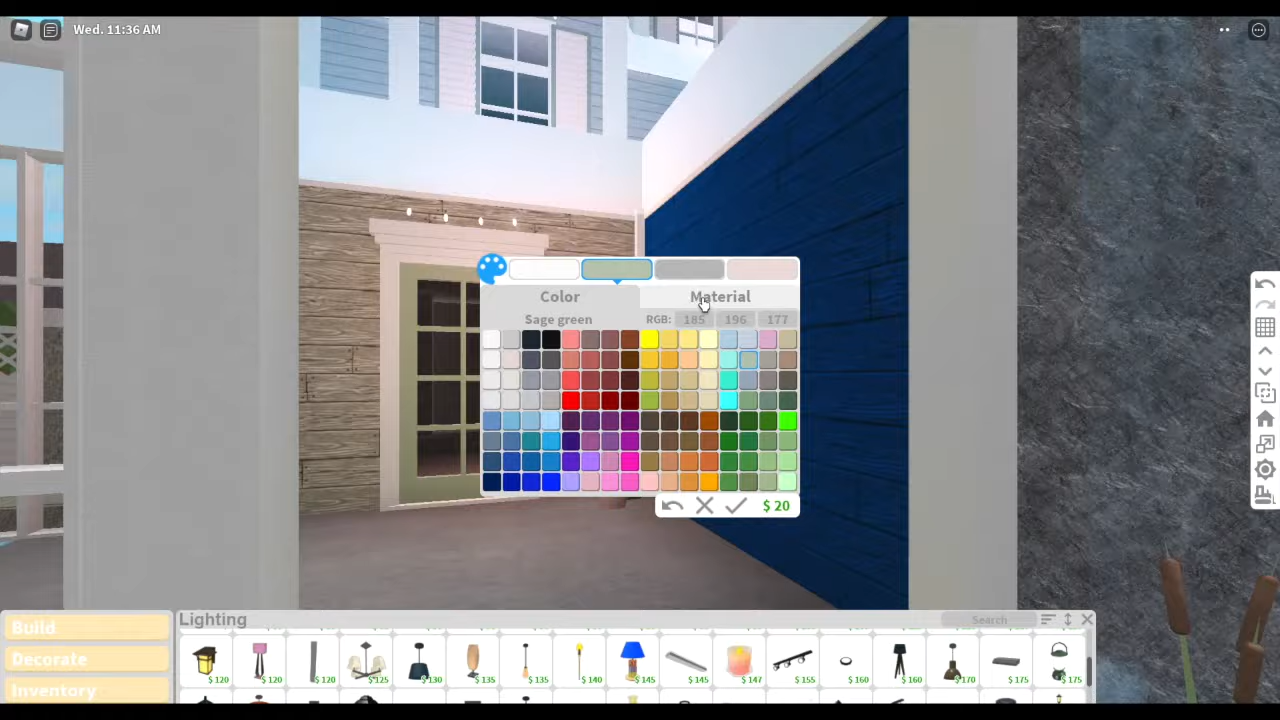 Wed. 11:36 AM
Color
Material
Sage green
RGB: 185 196 177
$ 20
Build
Decorate
Inventory
Lighting
Search
$ 120 $ 120 $ 120 $ 125 $ 130 $ 135 $ 135 $ 140 $ 145 $ 145 $ 147 $ 155 $ 160 $ 160 $ 170 $ 175 $ 175